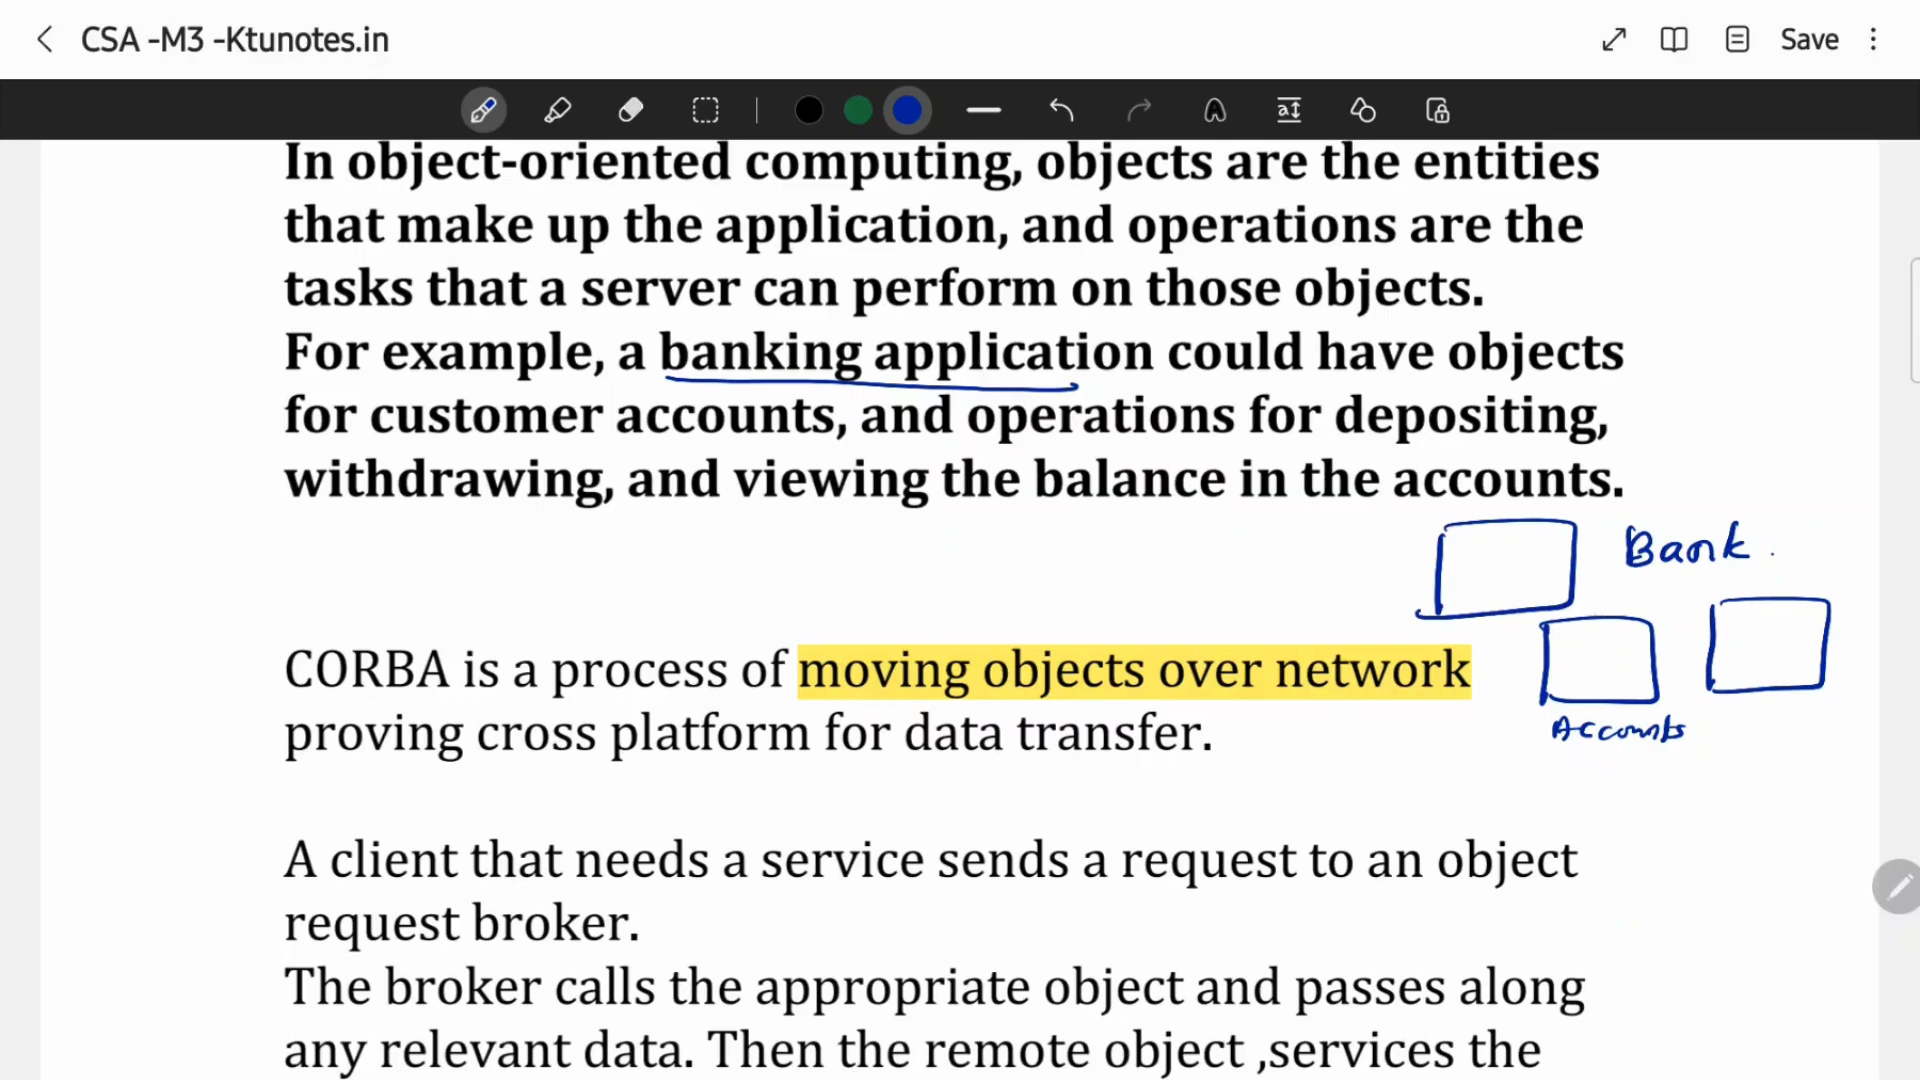 CSA -M3 -Ktunotes.in
Save
In object-oriented computing, objects are the entities
that make up the application, and operations are the
tasks that a server can perform on those objects.
For example, a banking application could have objects
for customer accounts, and operations for depositing,
withdrawing, and viewing the balance in the accounts.
Bank .
CORBA is a process of moving objects over network
proving cross platform for data transfer.
Accounts
A client that needs a service sends a request to an object
request broker.
The broker calls the appropriate object and passes along
any relevant data. Then the remote object ,services the